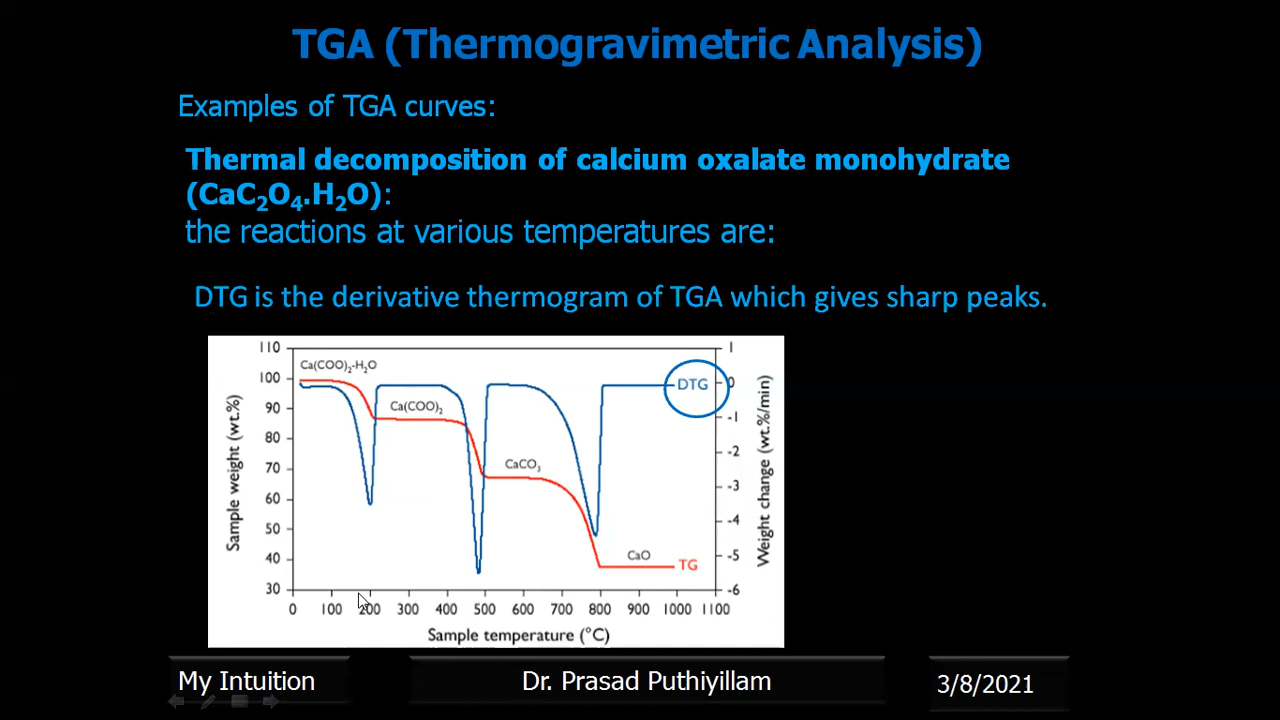 TGA (Thermogravimetric Analysis)
Examples of TGA curves:
Thermal decomposition of calcium oxalate monohydrate
(CaC₂O₄.H₂O):
the reactions at various temperatures are:
DTG is the derivative thermogram of TGA which gives sharp peaks.
110
100
90
80
70
60
50
40
30
Sample weight (wt.%)
Ca(COO)₂-H₂O
Ca(COO)₂
CaCO₃
CaO
TG
DTG
1
0
-1
-2
-3
-4
-5
-6
Weight change (wt.%/min)
0 100 200 300 400 500 600 700 800 900 1000 1100
Sample temperature (°C)
My Intuition
Dr. Prasad Puthiyillam
3/8/2021